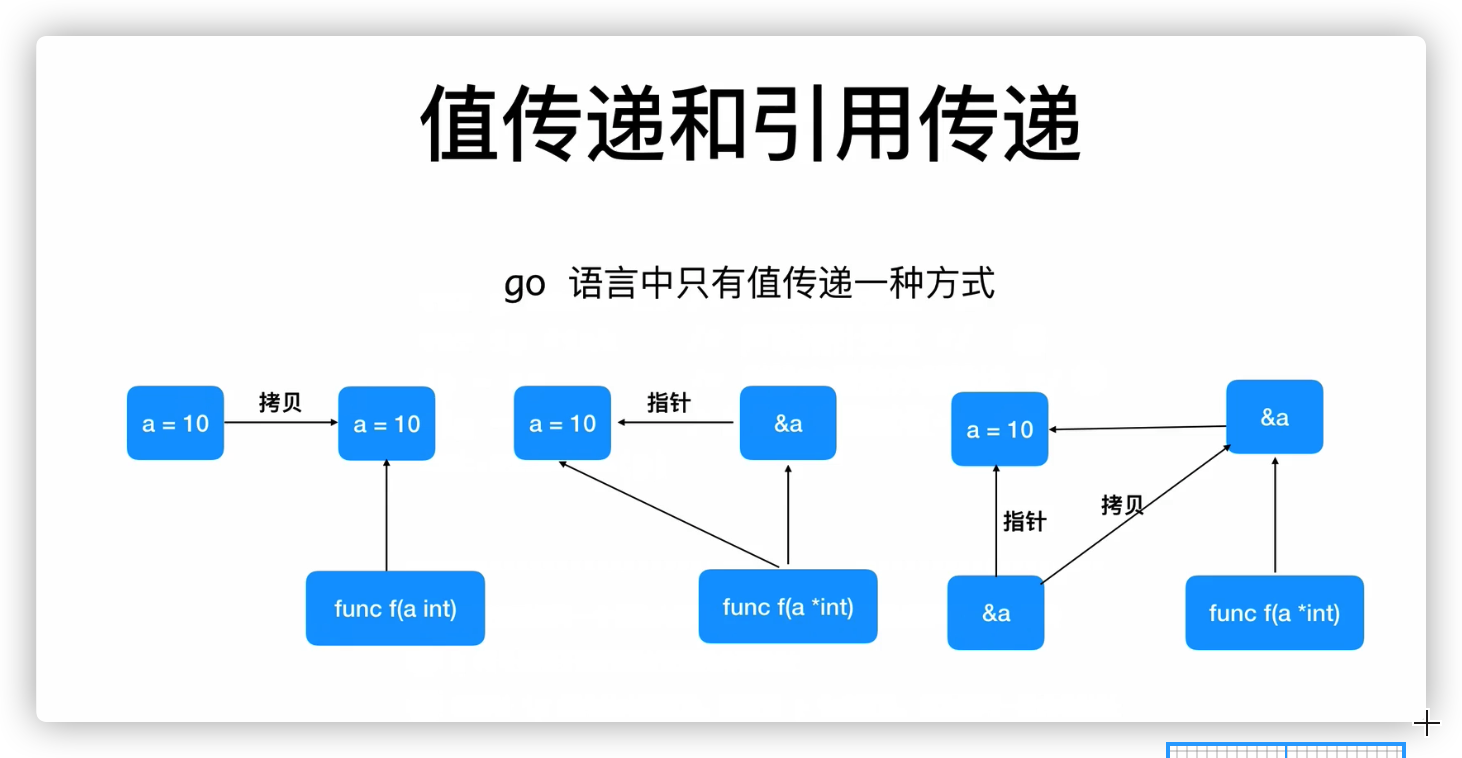 值传递和引用传递
go 语言中只有值传递一种方式
a = 10
拷贝
a = 10
func f(a int)
a = 10
指针
&a
func f(a *int)
a = 10
&a
指针
拷贝
&a
func f(a *int)